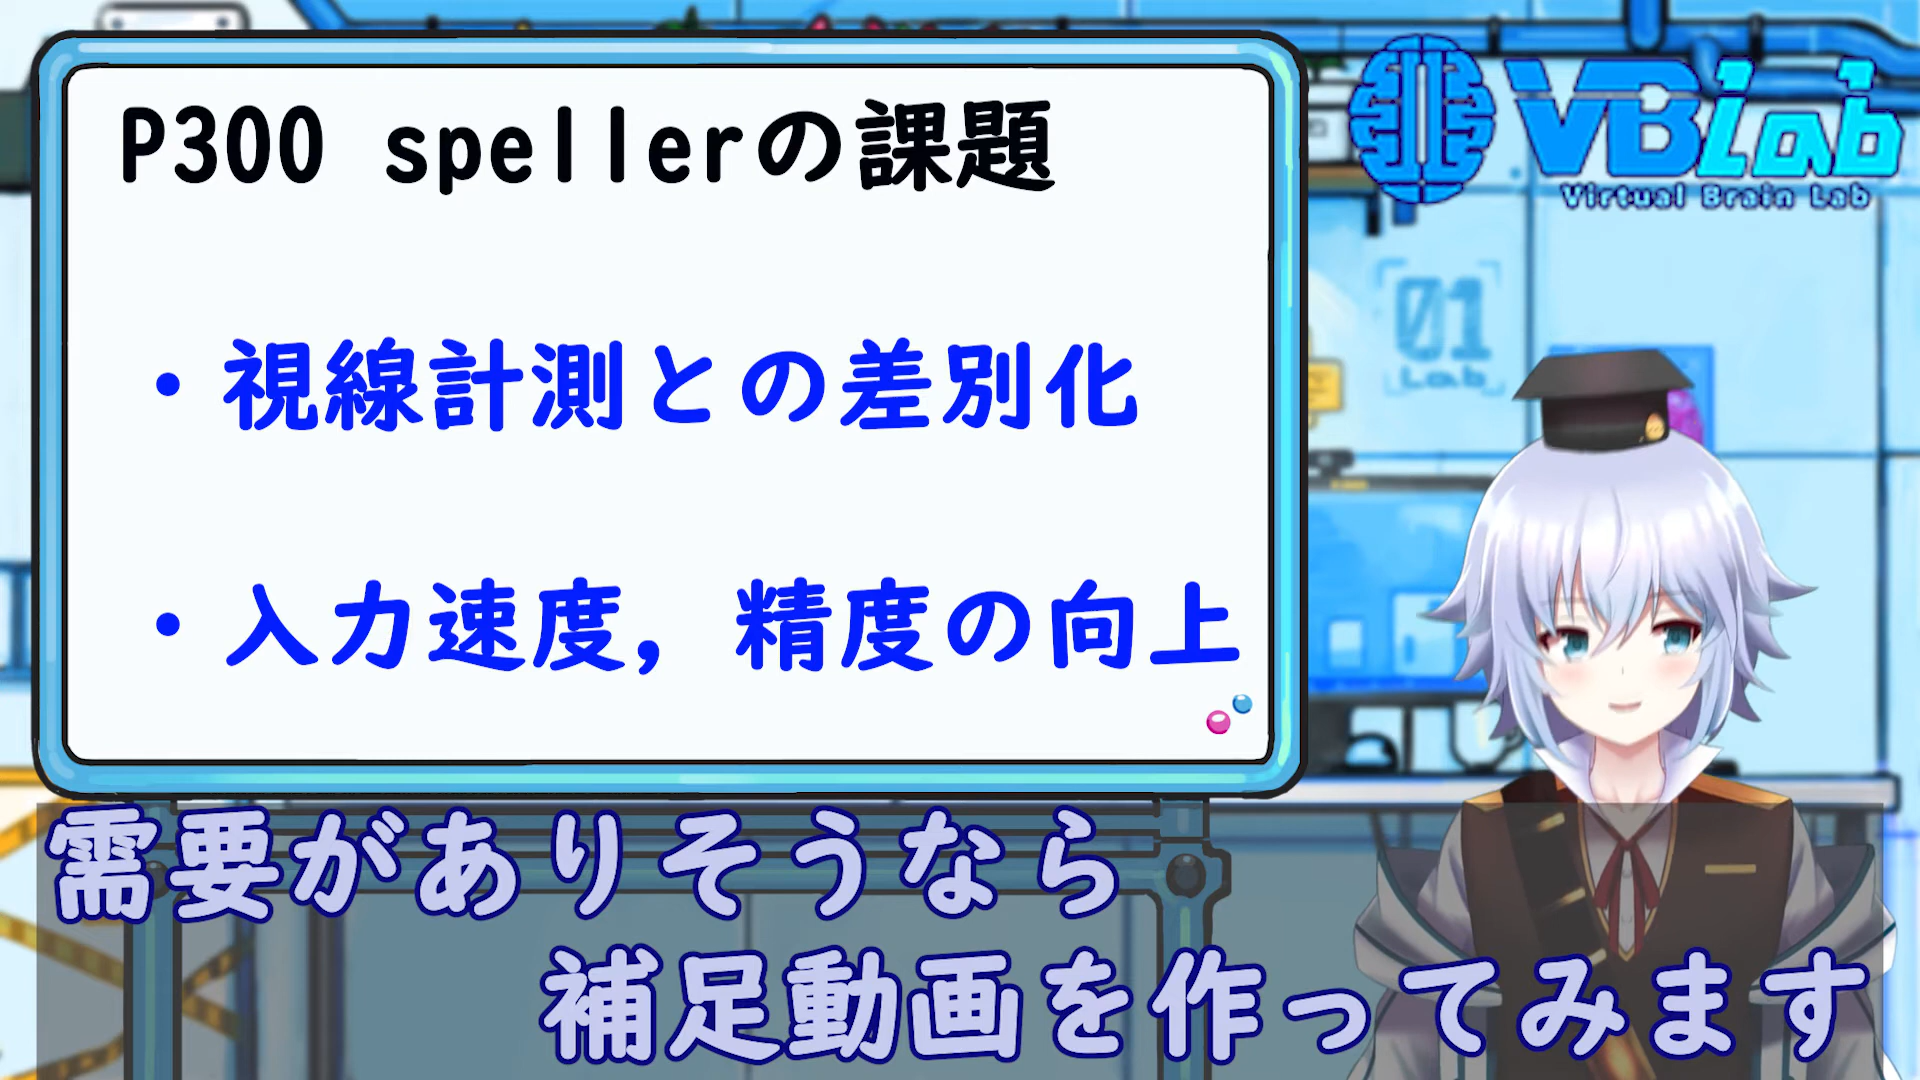 P300 spellerの課題
・視線計測との差別化
・入力速度，精度の向上
VBLab
Virtual Brain Lab
01
Lab
需要がありそうなら
補足動画を作ってみます